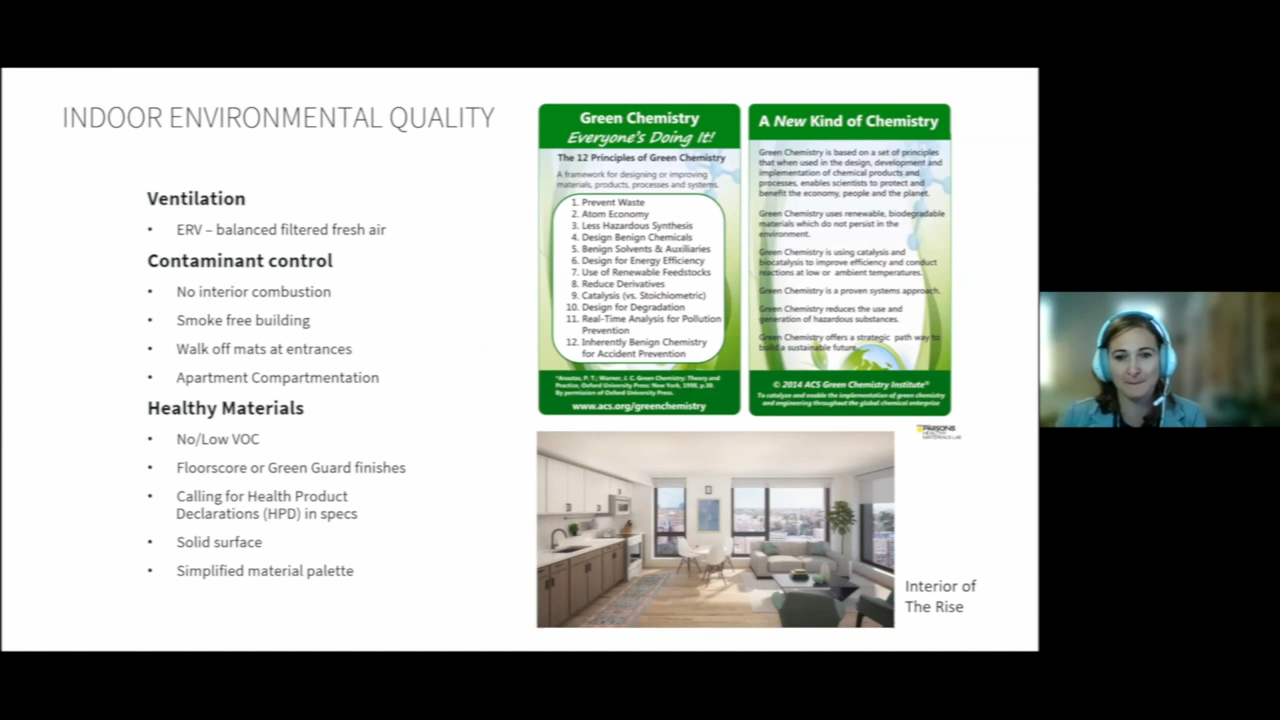 INDOOR ENVIRONMENTAL QUALITY
Ventilation
• ERV – balanced filtered fresh air
Contaminant control
• No interior combustion
• Smoke free building
• Walk off mats at entrances
• Apartment Compartmentation
Healthy Materials
• No/Low VOC
• Floorscore or Green Guard finishes
• Calling for Health Product
Declarations (HPD) in specs
• Solid surface
• Simplified material palette
Green Chemistry
Everyone's Doing It!
The 12 Principles of Green Chemistry
A framework for designing or improving
materials, products, processes and systems.
1. Prevent Waste
2. Atom Economy
3. Less Hazardous Synthesis
4. Design Benign Chemicals
5. Benign Solvents & Auxiliaries
6. Design for Energy Efficiency
7. Use of Renewable Feedstocks
8. Reduce Derivatives
9. Catalysis (vs. Stoichiometric)
10. Design for Degradation
11. Real-Time Analysis for Pollution
Prevention
12. Inherently Benign Chemistry
for Accident Prevention
*Anastas, P. T.; Warner, J. C. Green Chemistry: Theory and
Practice, Oxford University Press: New York, 1998, p.30.
By permission of Oxford University Press.
www.acs.org/greenchemistry
A New Kind of Chemistry
Green Chemistry is based on a set of principles
that when used in the design, development and
implementation of chemical products and
processes, enables scientists to protect and
benefit the economy, people and the planet.
Green Chemistry uses renewable, biodegradable
materials which do not persist in the
environment.
Green Chemistry is using catalysis and
biocatalysis to improve efficiency and conduct
reactions at low or ambient temperatures.
Green Chemistry is a proven systems approach.
Green Chemistry reduces the use and
generation of hazardous substances.
Green Chemistry offers a strategic path way to
build a sustainable future.
© 2014 ACS Green Chemistry Institute®
To catalyze and enable the implementation of green chemistry
and engineering throughout the global chemical enterprise
PARSONS
HEALTHY
MATERIALS LAB
Interior of
The Rise